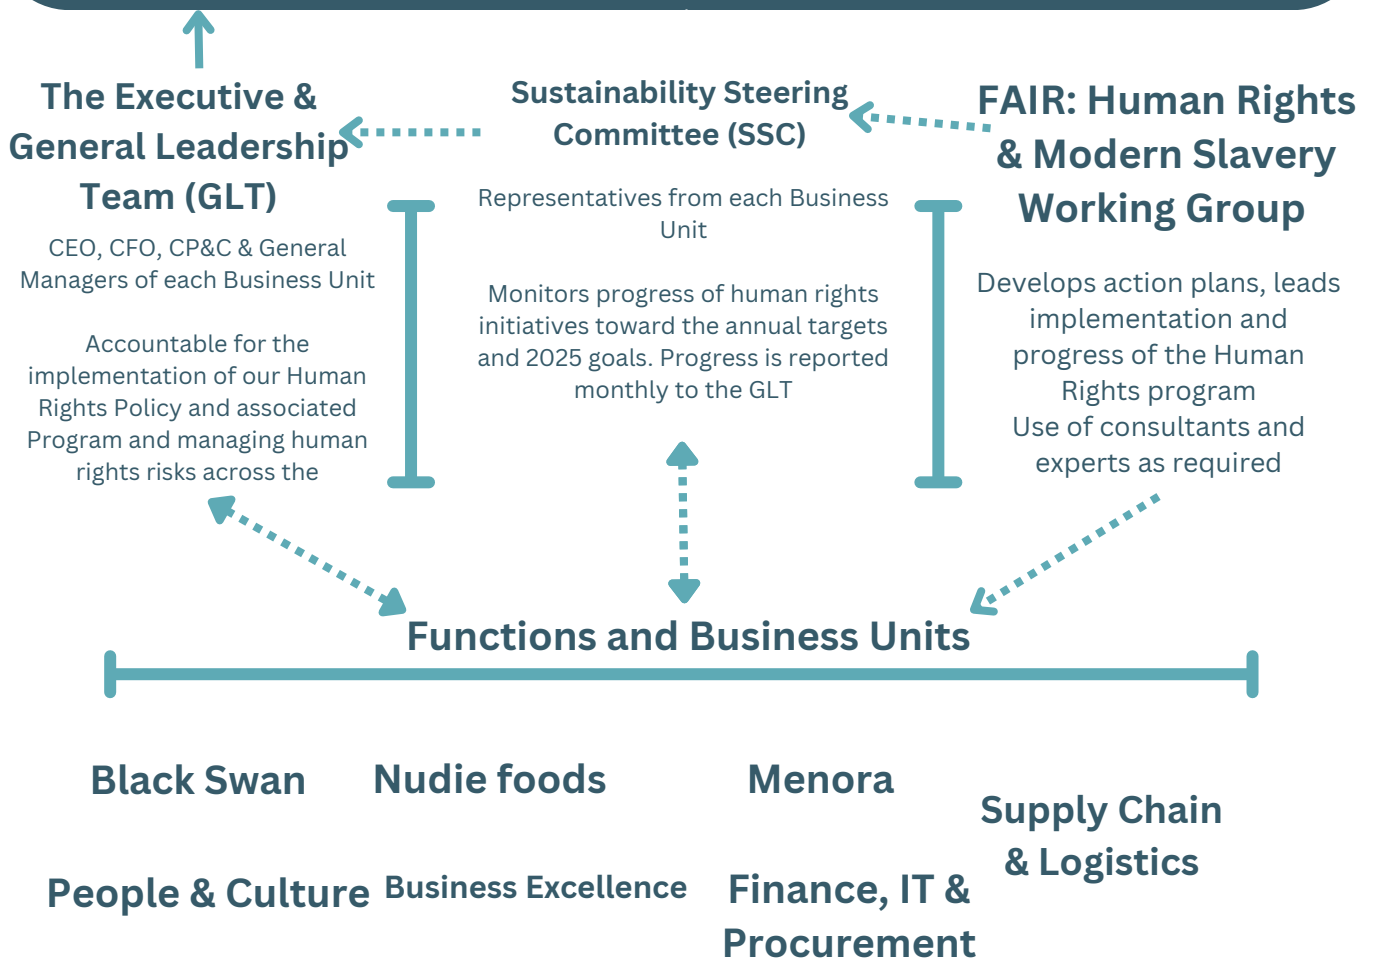 The Executive &
General Leadership
Team (GLT)
CEO, CFO, CP&C & General
Managers of each Business Unit
Accountable for the
implementation of our Human
Rights Policy and associated
Program and managing human
rights risks across the
Sustainability Steering
Committee (SSC)
Representatives from each Business
Unit
Monitors progress of human rights
initiatives toward the annual targets
and 2025 goals. Progress is reported
monthly to the GLT
FAIR: Human Rights
& Modern Slavery
Working Group
Develops action plans, leads
implementation and
progress of the Human
Rights program
Use of consultants and
experts as required
Functions and Business Units
Black Swan
Nudie foods
Menora
Supply Chain
& Logistics
People & Culture
Business Excellence
Finance, IT &
Procurement